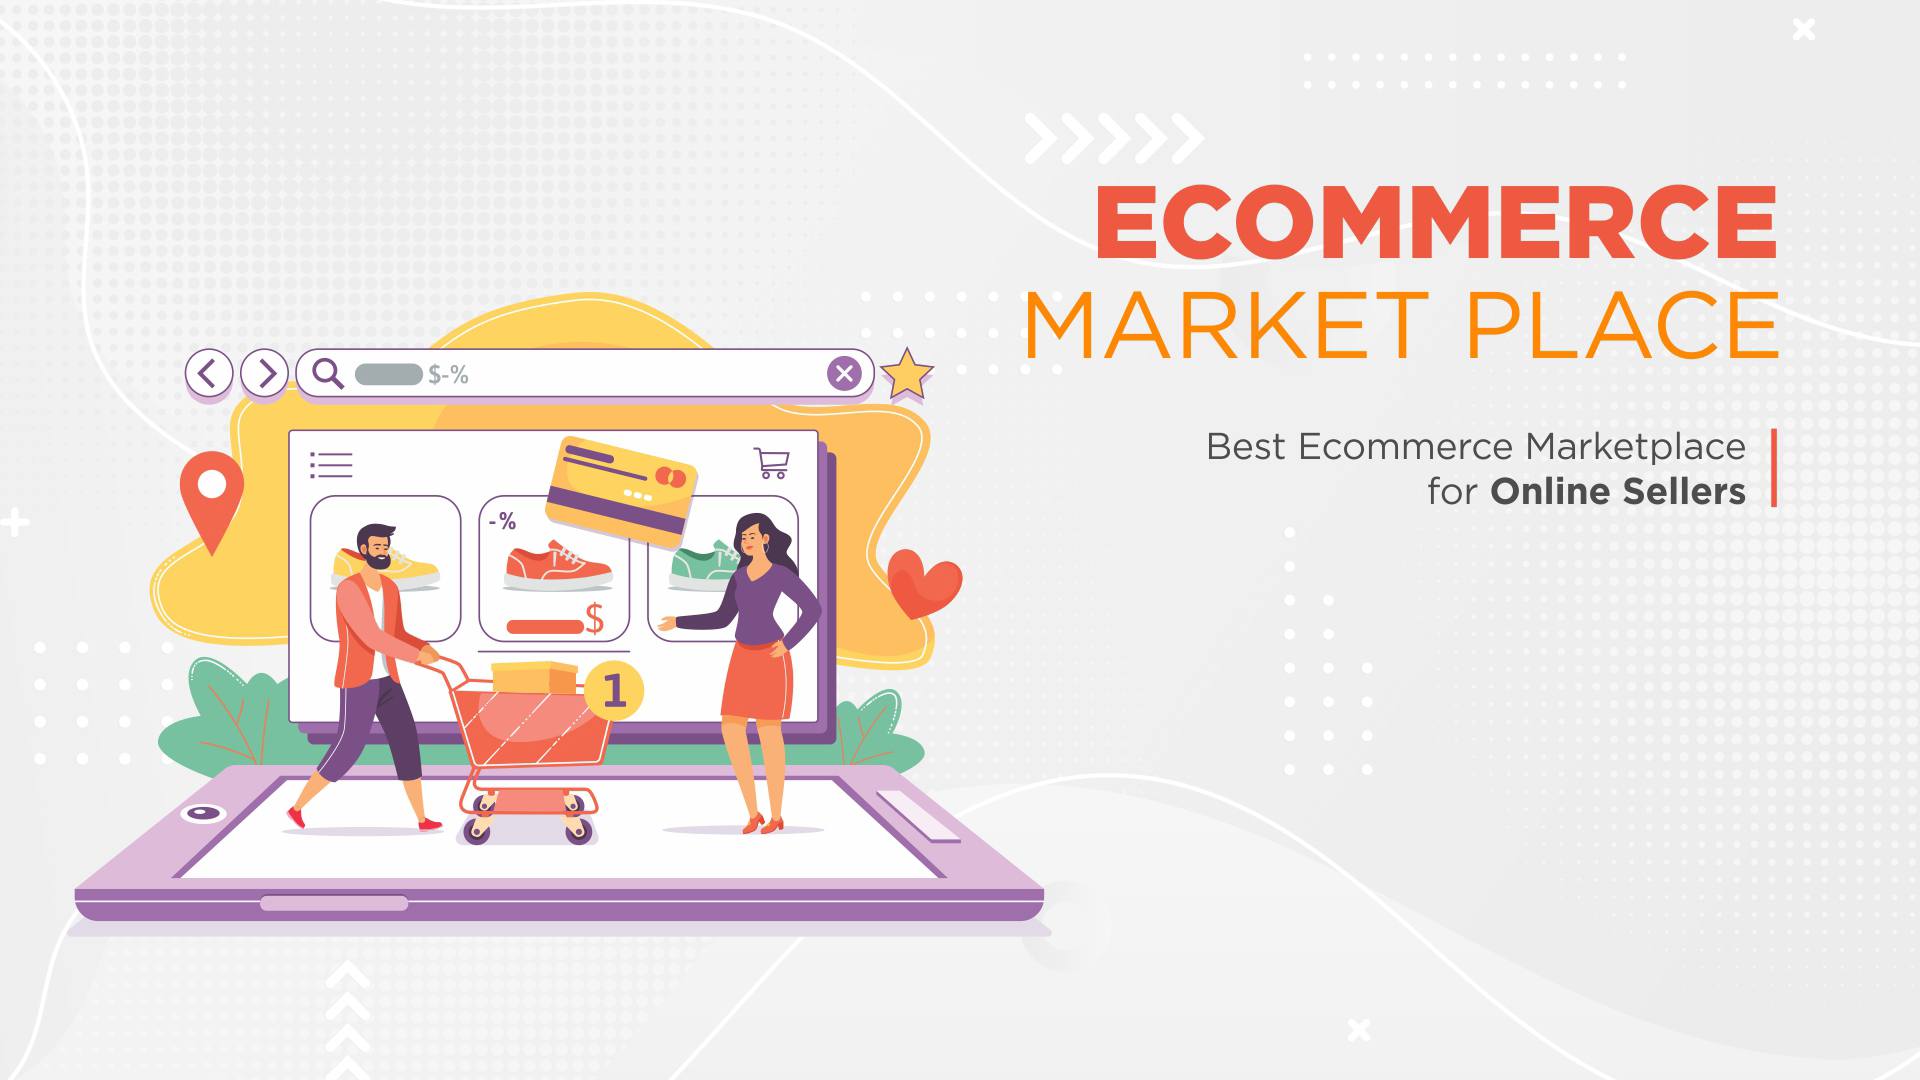 ECOMMERCE
MARKET PLACE
Best Ecommerce Marketplace
for Online Sellers
$-%
-%
$
1